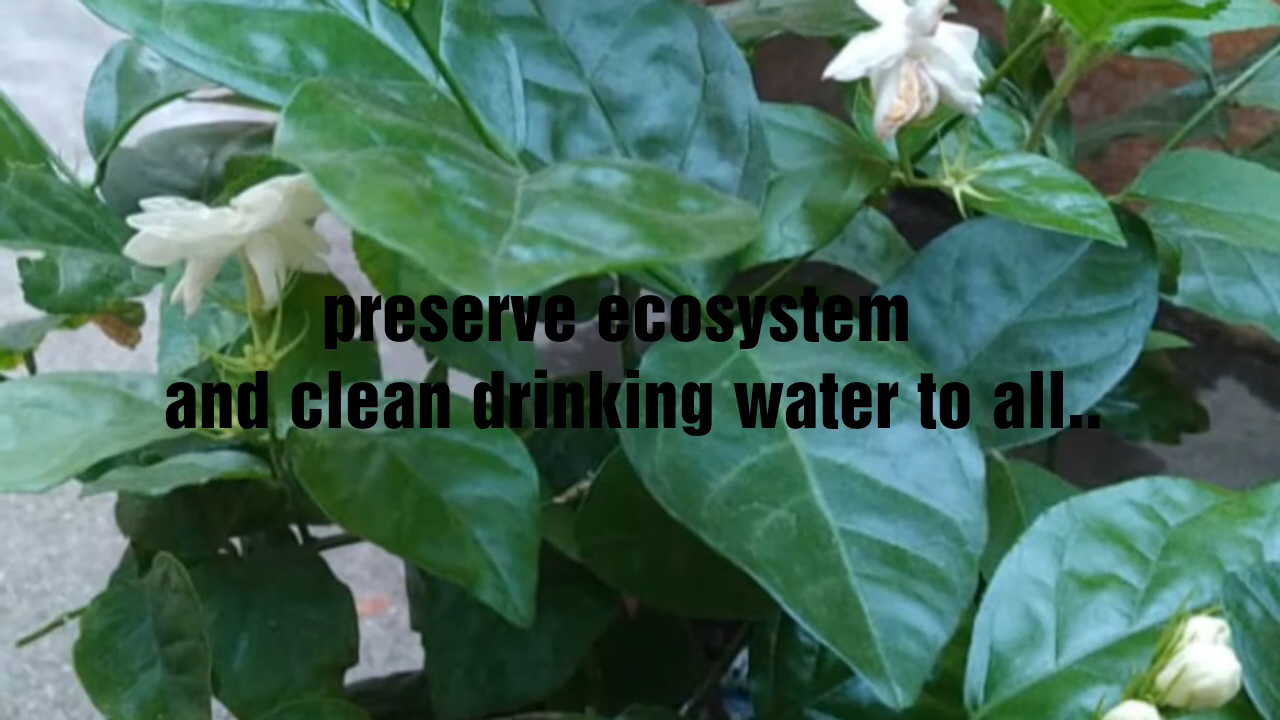 preserve ecosystem
and clean drinking water to all..